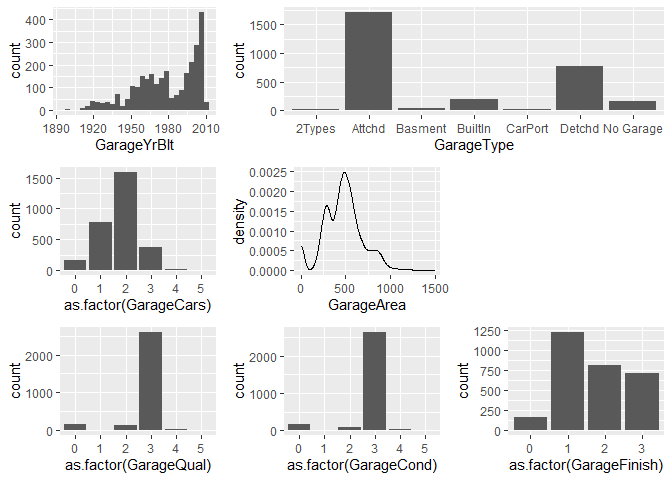 count
400
300
200
100
0
1890 1920 1950 1980 2010
GarageYrBlt
count
1500
1000
500
0
2Types Attchd Basment BuiltIn CarPort Detchd No Garage
GarageType
count
1500
1000
500
0
0 1 2 3 4 5
as.factor(GarageCars)
density
0.0025
0.0020
0.0015
0.0010
0.0005
0.0000
0 500 1000 1500
GarageArea
count
2000
1000
0
0 1 2 3 4 5
as.factor(GarageQual)
count
2000
1000
0
0 1 2 3 4 5
as.factor(GarageCond)
count
1250
1000
750
500
250
0
0 1 2 3
as.factor(GarageFinish)